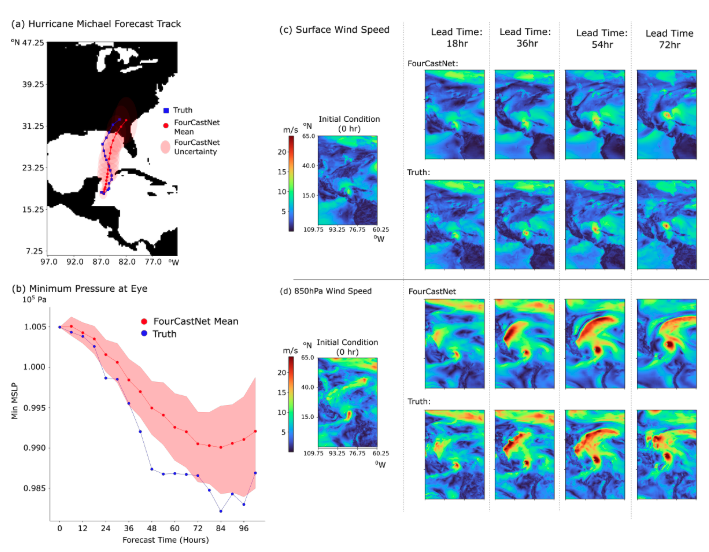 (a) Hurricane Michael Forecast Track
°N 47.25
39.25
31.25
23.25
15.25
7.25
97.0 92.0 87.0 82.0 77.0 °W
Truth
FourCastNet
Mean
FourCastNet
Uncertainty
(b) Minimum Pressure at Eye
10⁵ Pa
FourCastNet Mean
Truth
1.005
1.000
0.995
0.990
0.985
Min MSLP
0 12 24 36 48 60 72 84 96
Forecast Time (Hours)
(c) Surface Wind Speed
Lead Time:
18hr
Lead Time:
36hr
Lead Time:
54hr
Lead Time
72hr
FourCastNet:
Initial Condition
(0 hr)
m/s
20
15
10
5
°N
65.0
40.0
15.0
109.75 93.25 76.75 60.25
°W
Truth:
(d) 850hPa Wind Speed
FourCastNet
Initial Condition
(0 hr)
m/s
30
20
10
5
°N
65.0
40.0
15.0
109.75 93.25 76.75 60.25
°W
Truth: